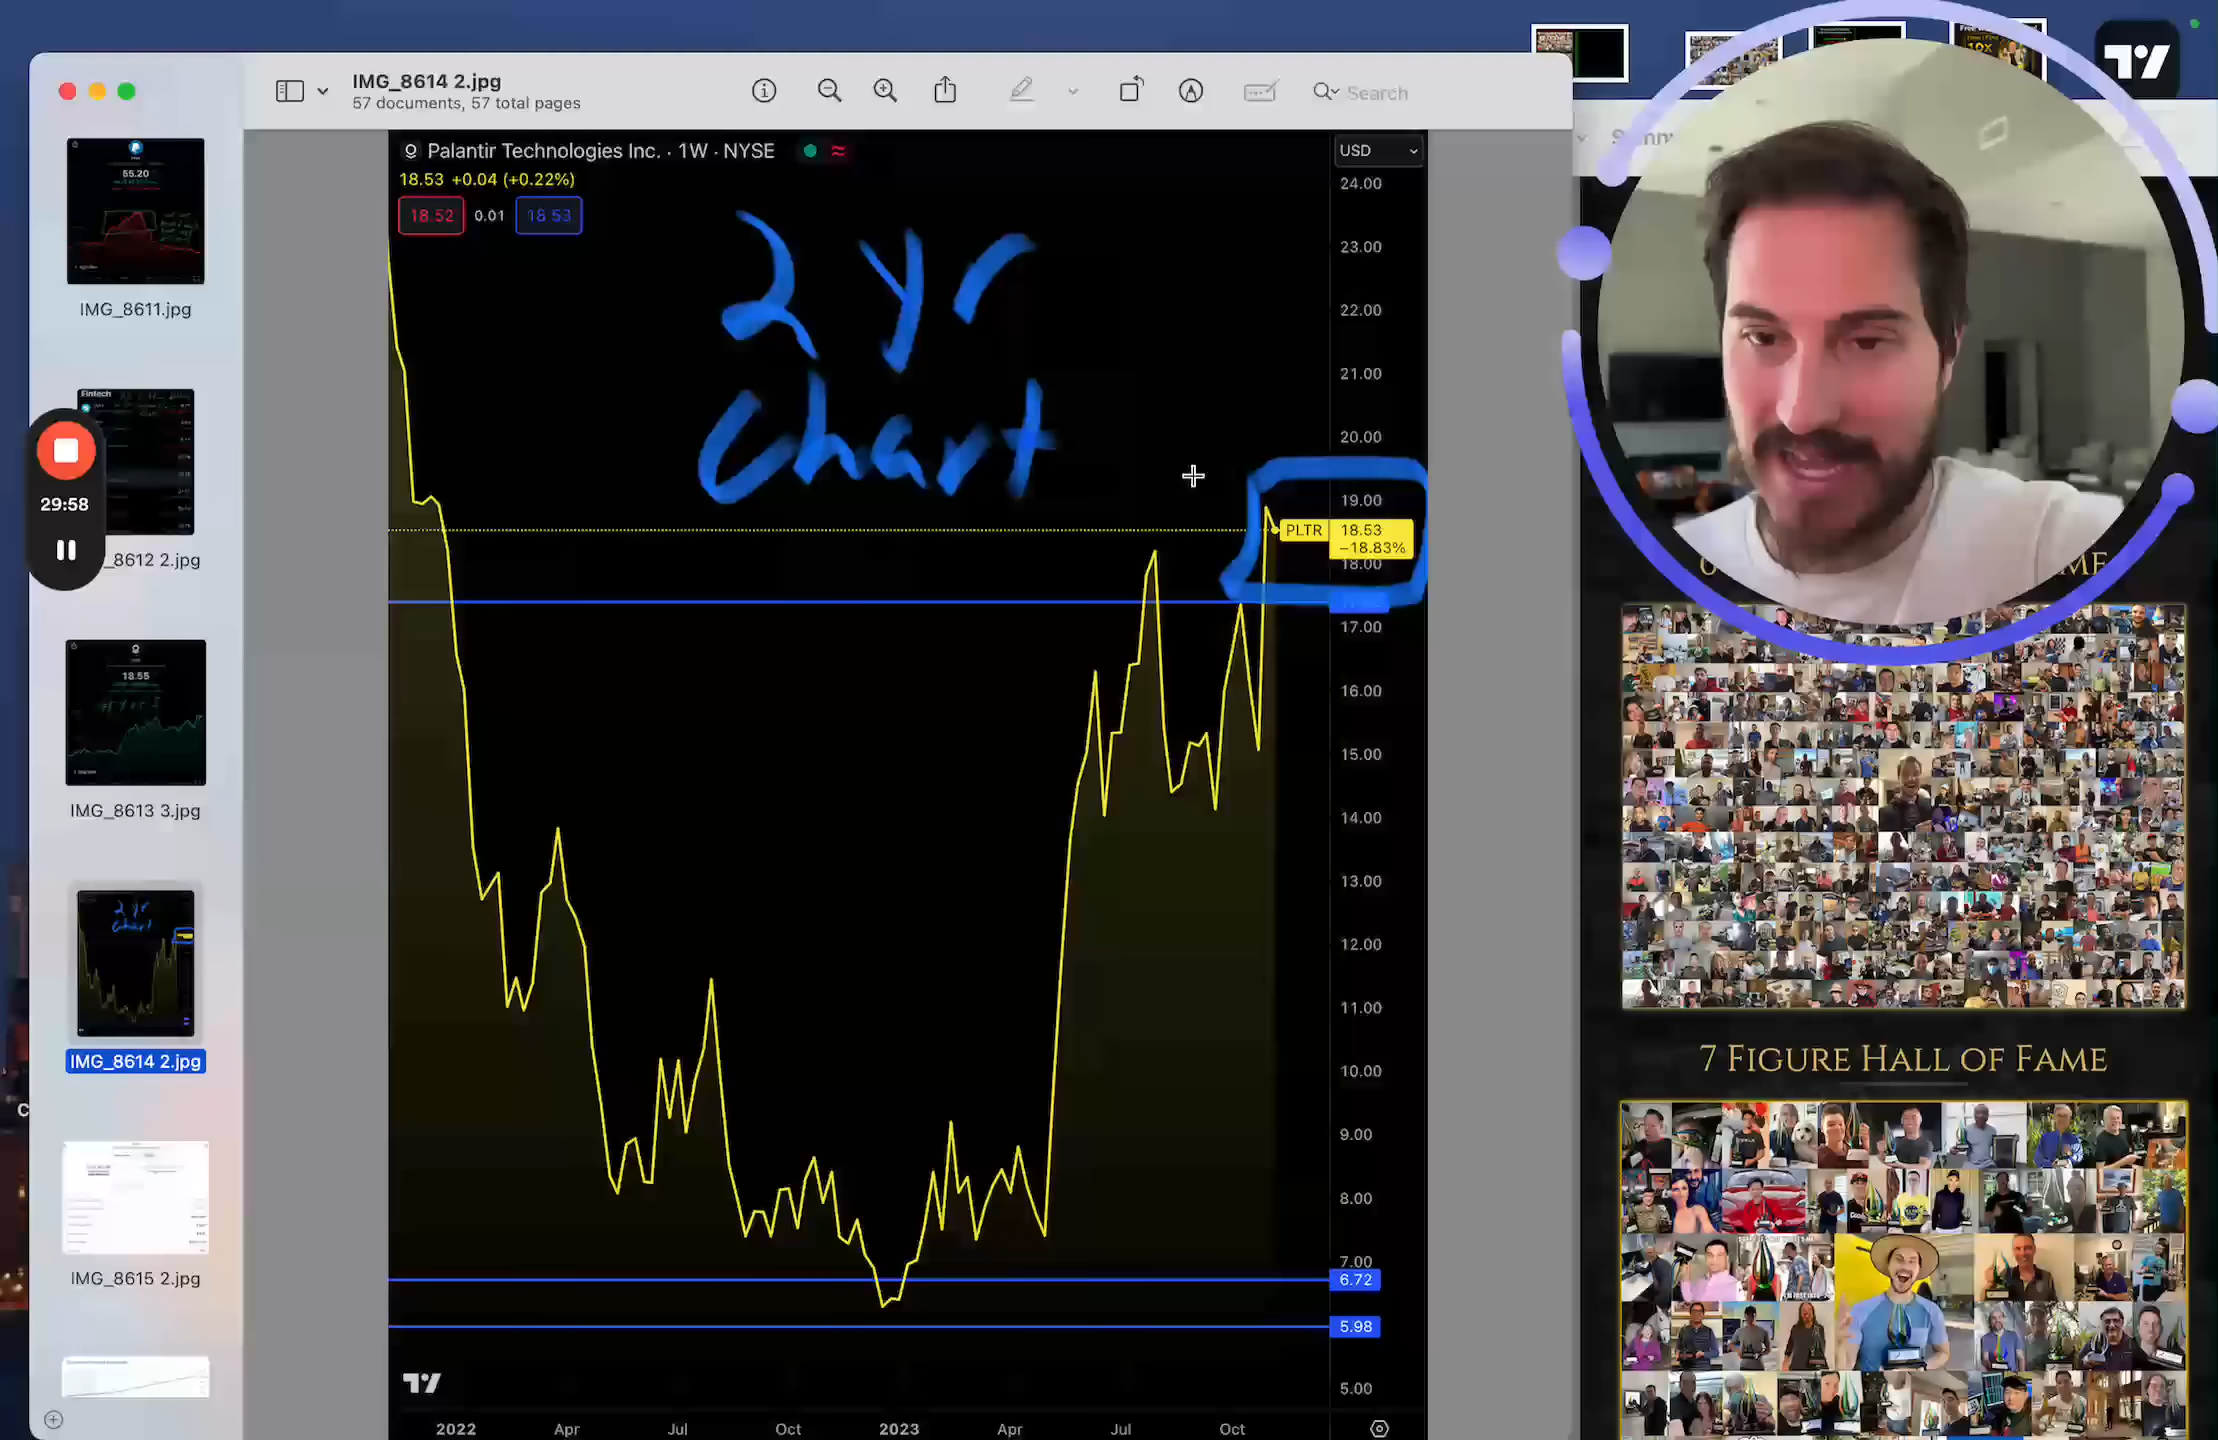 IMG_8614 2.jpg
57 documents, 57 total pages
Search
Palantir Technologies Inc. · 1W · NYSE
USD
18.53 +0.04 (+0.22%)
18.52
0.01
18.53
2 yr
Chart
24.00
23.00
22.00
21.00
20.00
19.00
PLTR
18.53
−18.83%
18.00
17.00
16.00
15.00
14.00
13.00
12.00
11.00
10.00
9.00
8.00
7.00
6.72
5.98
5.00
2022
Apr
Jul
Oct
2023
Apr
Jul
Oct
55.20
IMG_8611.jpg
Fintech
29:58
_8612 2.jpg
18.55
IMG_8613 3.jpg
2 yr
Chart
IMG_8614 2.jpg
IMG_8615 2.jpg
7 Figure Hall of Fame